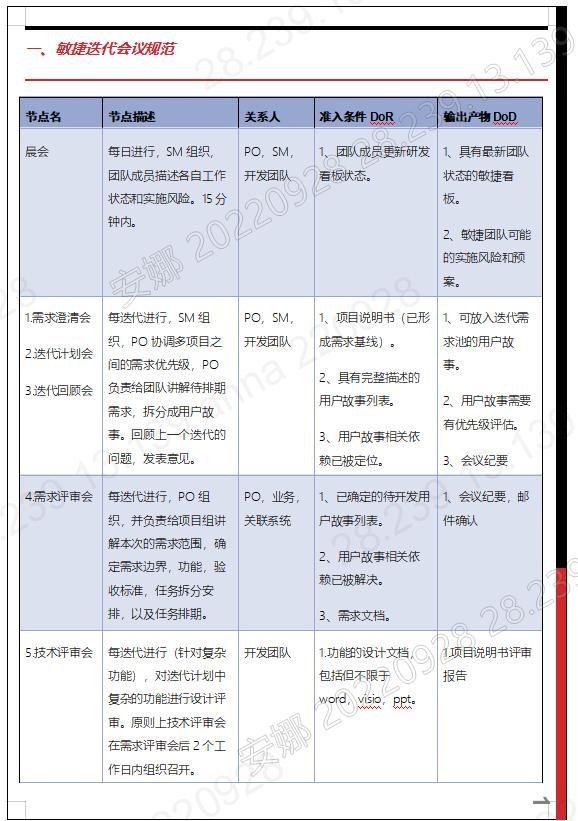 一、敏捷迭代会议规范
节点名 节点描述 关系人 准入条件 DoR 输出产物 DoD
晨会
每日进行，SM 组织，
团队成员描述各自工作
状态和实施风险。15 分
钟内。
PO，SM，
开发团队
1、团队成员更新研发
看板状态。
1、具有最新团队
状态的敏捷看
板。
2、敏捷团队可能
的实施风险和预
案。
1.需求澄清会
2.迭代计划会
3.迭代回顾会
每迭代进行，SM 组
织，PO 协调多项目之
间的需求优先级，PO
负责给团队讲解待排期
需求，拆分成用户故
事。回顾上一个迭代的
问题，发表意见。
PO，SM，
开发团队
1、项目说明书（已形
成需求基线）。
2、具有完整描述的
用户故事列表。
3、用户故事相关依
赖已被定位。
1、可放入迭代需
求池的用户故
事。
2、用户故事需要
有优先级评估。
3、会议纪要
4.需求评审会
每迭代进行，PO 组
织，并负责给项目组讲
解本次的需求范围，确
定需求边界，功能，验
收标准，任务拆分安
排，以及任务排期。
PO，业务，
关联系统
1、已确定的待开发用
户故事列表。
2、用户故事相关依
赖已被解决。
3、需求文档。
1、会议纪要，邮
件确认
5.技术评审会
每迭代进行（针对复杂
功能），对迭代计划中
复杂的功能进行设计评
审。原则上技术评审会
在需求评审会后 2 个工
作日内组织召开。
开发团队
1.功能的设计文档，
包括但不限于
word，visio，ppt。
1.项目说明书评审
报告
安娜 20220928 28.239.13.139
28.239.13.139 anna 220928
安娜 20220928 28.239
28.239.13.139
1